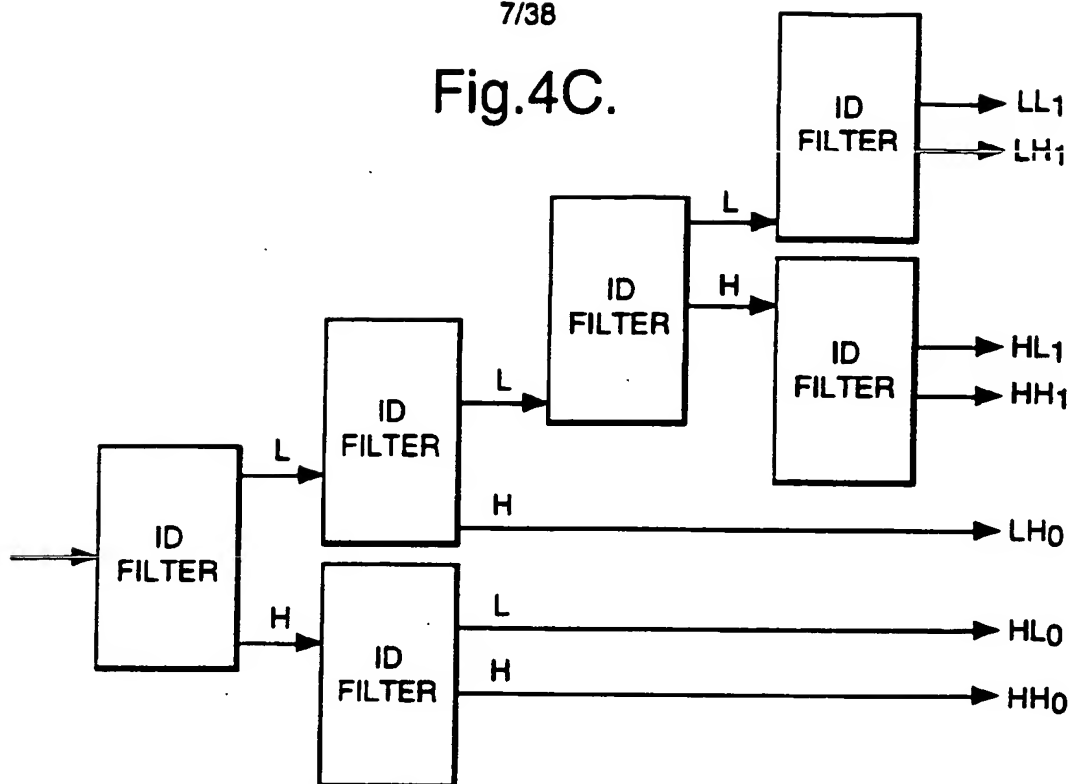 7/38
Fig.4C.
ID
FILTER
LL1
LH1
L
ID
FILTER
H
ID
FILTER
HL1
HH1
L
ID
FILTER
L
ID
FILTER
H
LH0
H
ID
FILTER
L
HL0
H
HH0